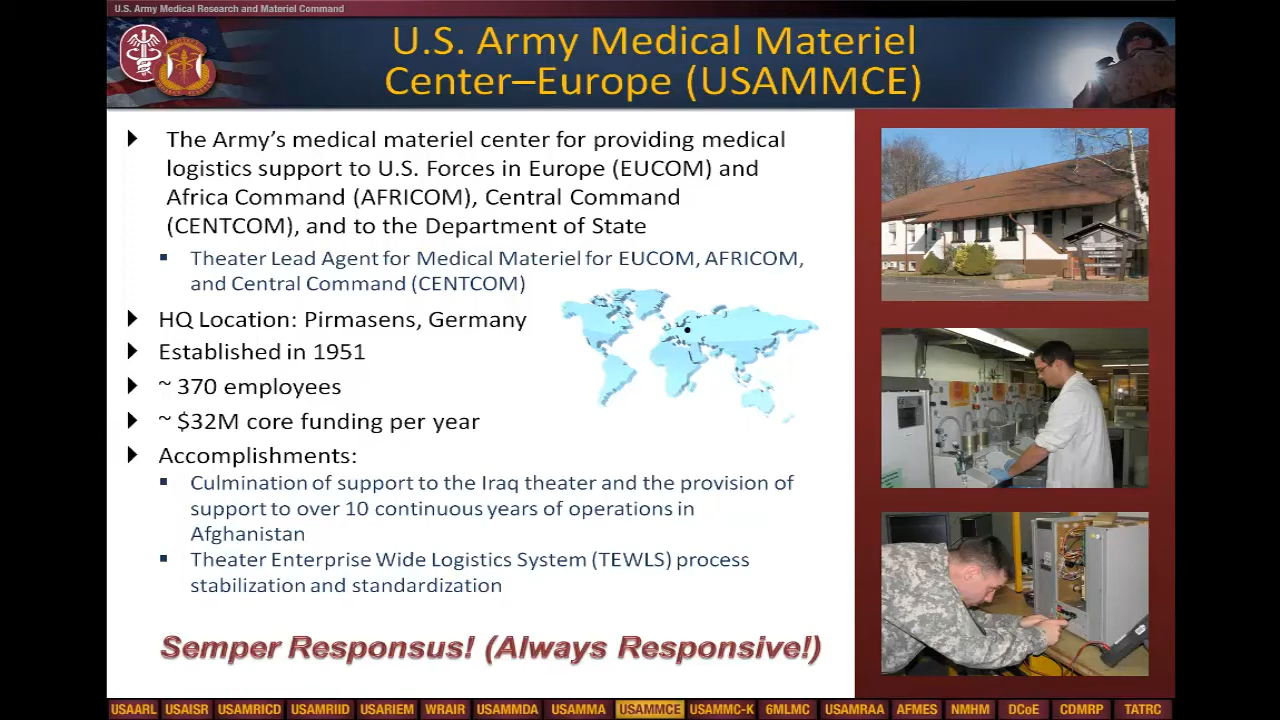 U.S. Army Medical Research and Materiel Command
U.S. Army Medical Materiel
Center–Europe (USAMMCE)
The Army's medical materiel center for providing medical
logistics support to U.S. Forces in Europe (EUCOM) and
Africa Command (AFRICOM), Central Command
(CENTCOM), and to the Department of State
Theater Lead Agent for Medical Materiel for EUCOM, AFRICOM,
and Central Command (CENTCOM)
HQ Location: Pirmasens, Germany
Established in 1951
~ 370 employees
~ $32M core funding per year
Accomplishments:
Culmination of support to the Iraq theater and the provision of
support to over 10 continuous years of operations in
Afghanistan
Theater Enterprise Wide Logistics System (TEWLS) process
stabilization and standardization
Semper Responsus! (Always Responsive!)
USAARL USAISR USAMRICD USAMRIID USARIEM WRAIR USAMMDA USAMMA USAMMCE USAMMC-K 6MLMC USAMRAA AFMES NMHM DCoE CDMRP TATRC